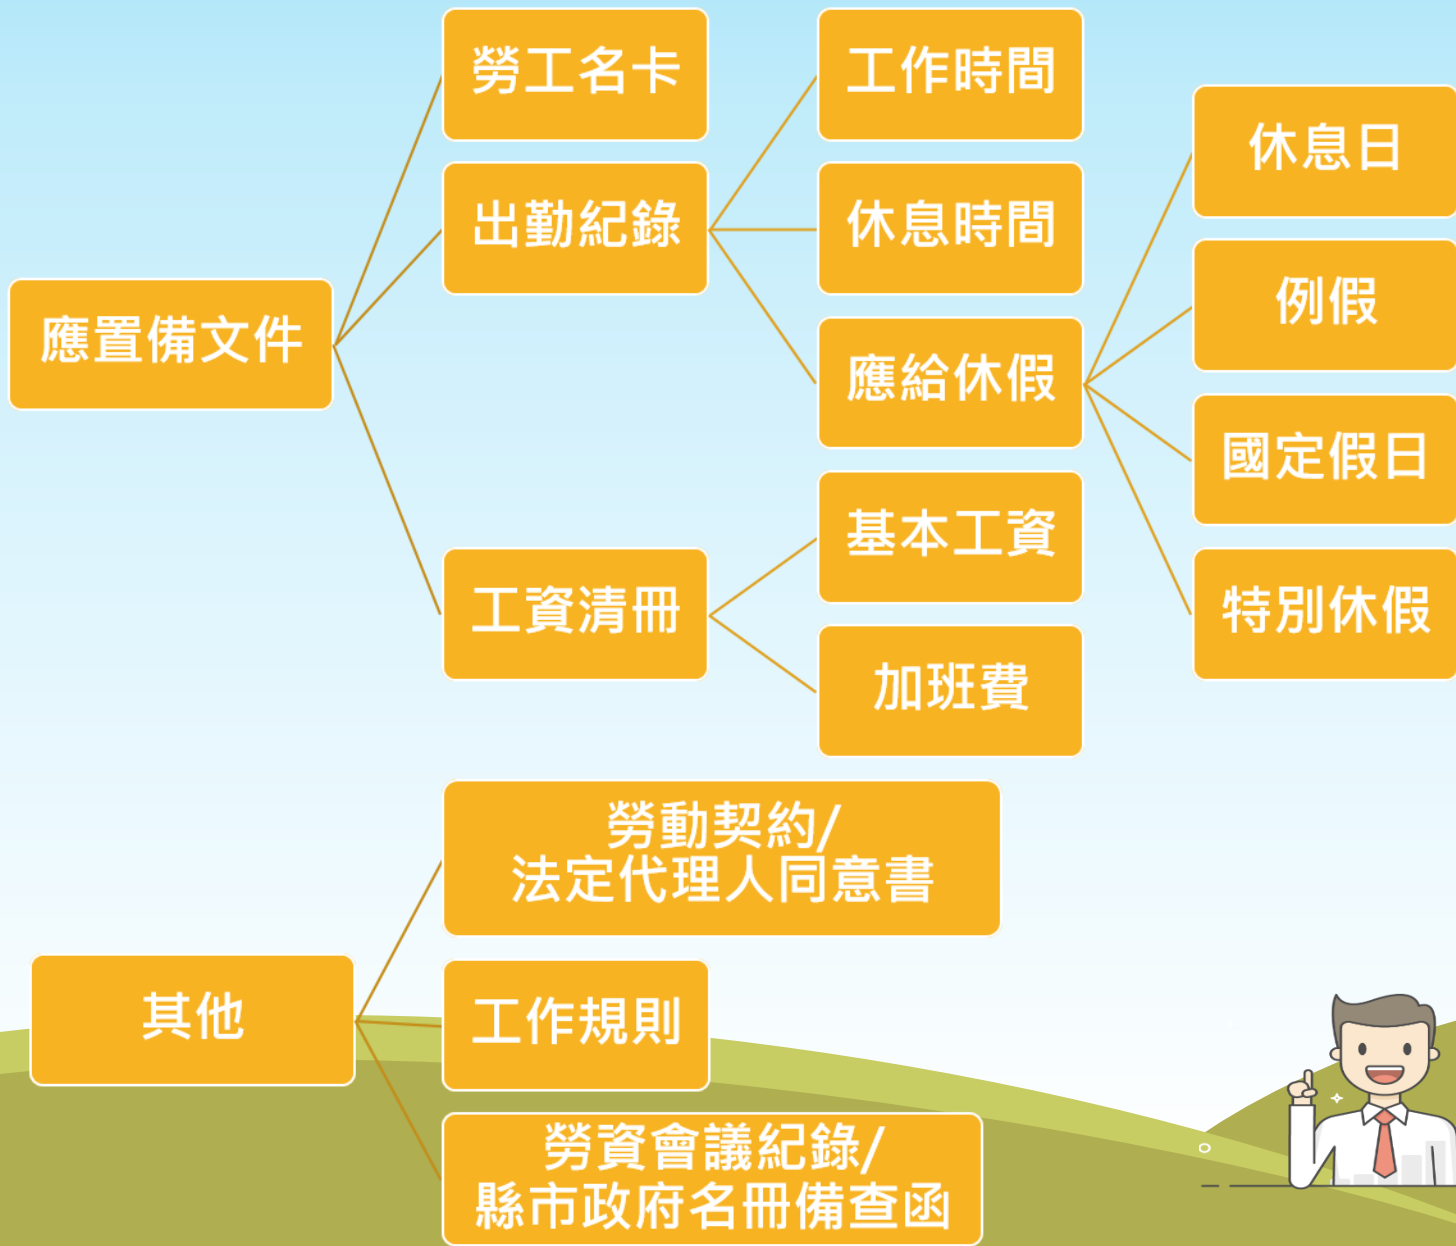 應置備文件
勞工名卡
出勤紀錄
工資清冊
工作時間
休息時間
應給休假
基本工資
加班費
休息日
例假
國定假日
特別休假
其他
勞動契約/
法定代理人同意書
工作規則
勞資會議紀錄/
縣市政府名冊備查函